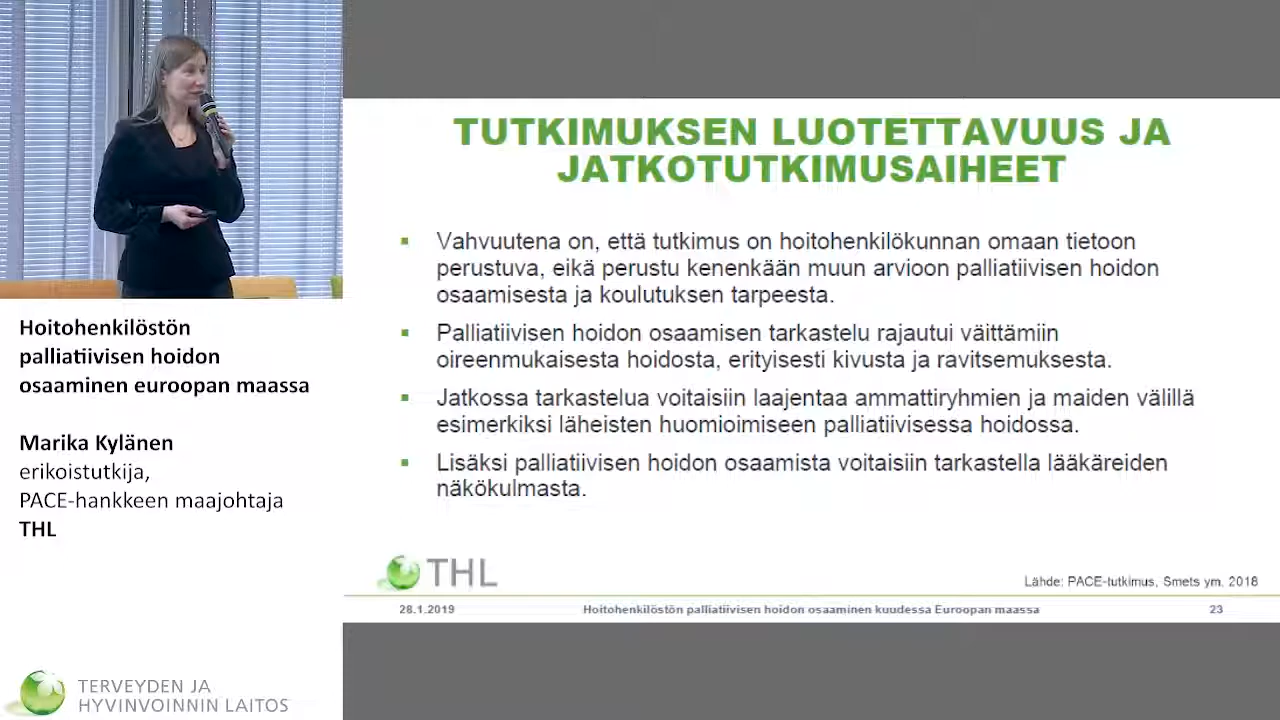 Hoitohenkilöstön
palliatiivisen hoidon
osaaminen euroopan maassa
Marika Kylänen
erikoistutkija,
PACE-hankkeen maajohtaja
THL
TERVEYDEN JA
HYVINVOINNIN LAITOS
TUTKIMUKSEN LUOTETTAVUUS JA
JATKOTUTKIMUSAIHEET
▪ Vahvuutena on, että tutkimus on hoitohenkilökunnan omaan tietoon
perustuva, eikä perustu kenenkään muun arvioon palliatiivisen hoidon
osaamisesta ja koulutuksen tarpeesta.
▪ Palliatiivisen hoidon osaamisen tarkastelu rajautui väittämiin
oireenmukaisesta hoidosta, erityisesti kivusta ja ravitsemuksesta.
▪ Jatkossa tarkastelua voitaisiin laajentaa ammattiryhmien ja maiden välillä
esimerkiksi läheisten huomioimiseen palliatiivisessa hoidossa.
▪ Lisäksi palliatiivisen hoidon osaamista voitaisiin tarkastella lääkäreiden
näkökulmasta.
THL
Lähde: PACE-tutkimus, Smets ym. 2018
28.1.2019 Hoitohenkilöstön palliatiivisen hoidon osaaminen kuudessa Euroopan maassa 23